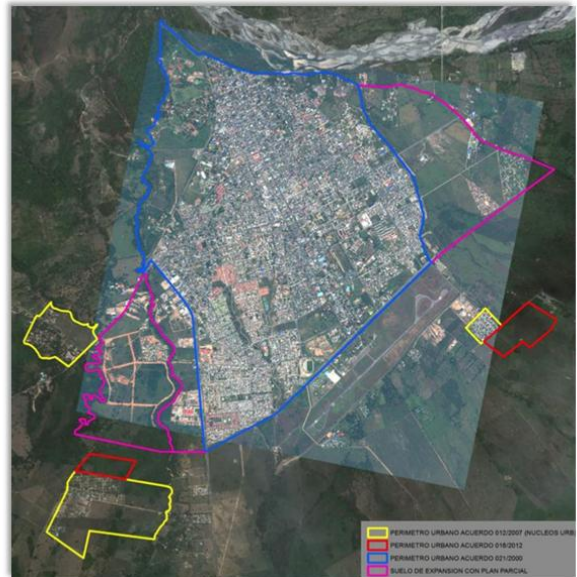 PERIMETRO URBANO ACUERDO 012/2007 (NUCLEOS URB
PERIMETRO URBANO ACUERDO 016/2012
PERIMETRO URBANO ACUERDO 021/2000
SUELO DE EXPANSION CON PLAN PARCIAL